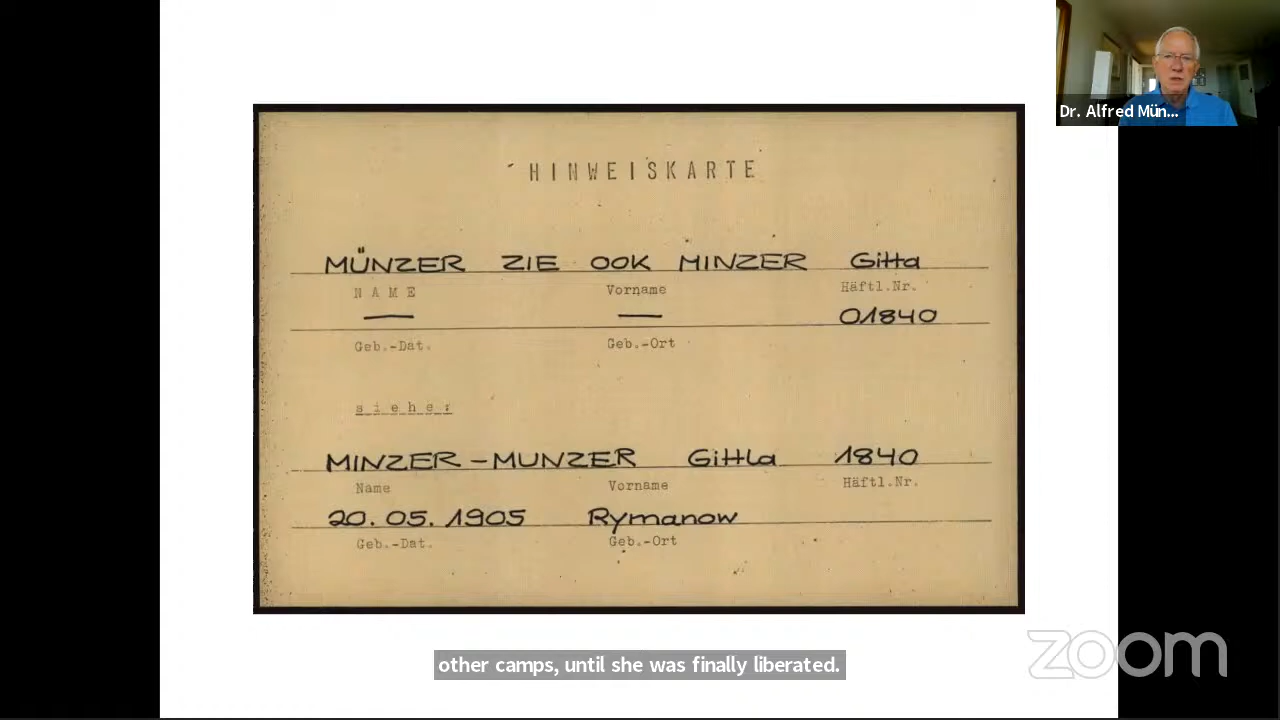 Dr. Alfred Mün...
HINWEISKARTE
MÜNZER ZIE OOK MINZER Gitta
NAME Vorname Häftl.Nr.
— — 01840
Geb.-Dat. Geb.-Ort
siehe:
MINZER-MUNZER Gittla 1840
Name Vorname Häftl.Nr.
20. 05. 1905 Rymanow
Geb.-Dat. Geb.-Ort
other camps, until she was finally liberated.
zoom